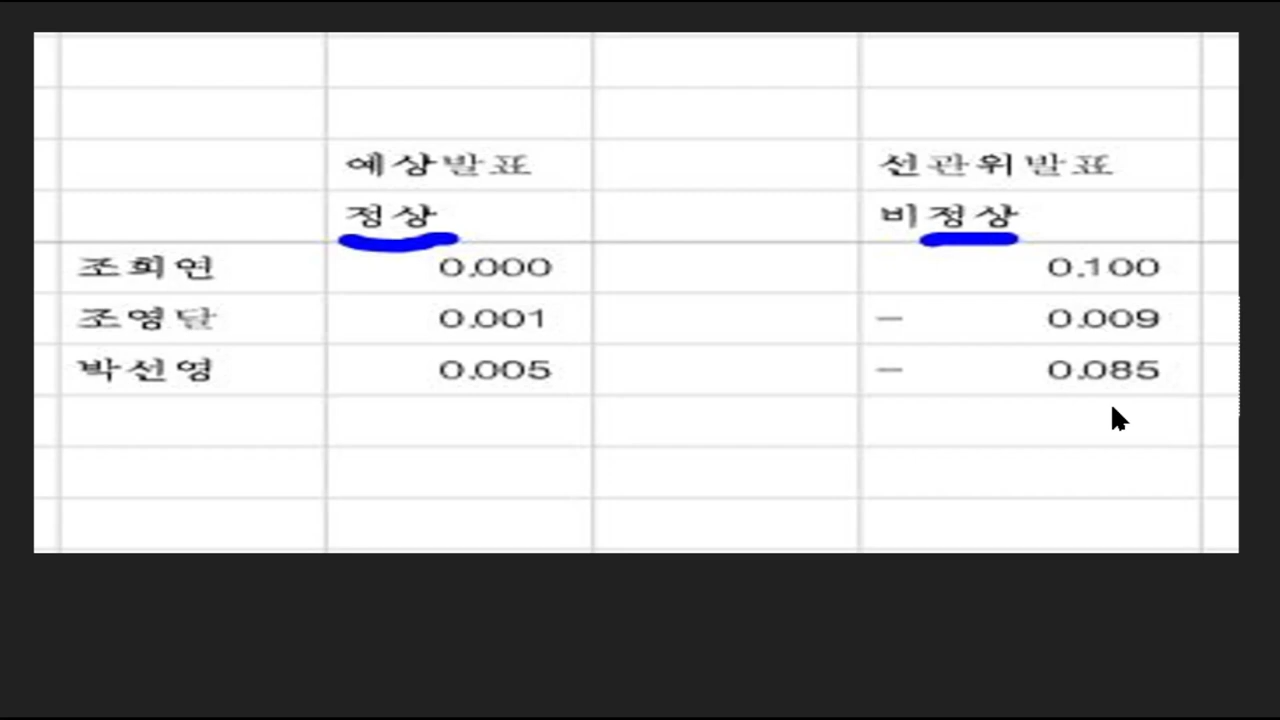 예상발표 선관위발표
정상 비정상
조희연 0.000 0.100
조영달 0.001 - 0.009
박선영 0.005 - 0.085